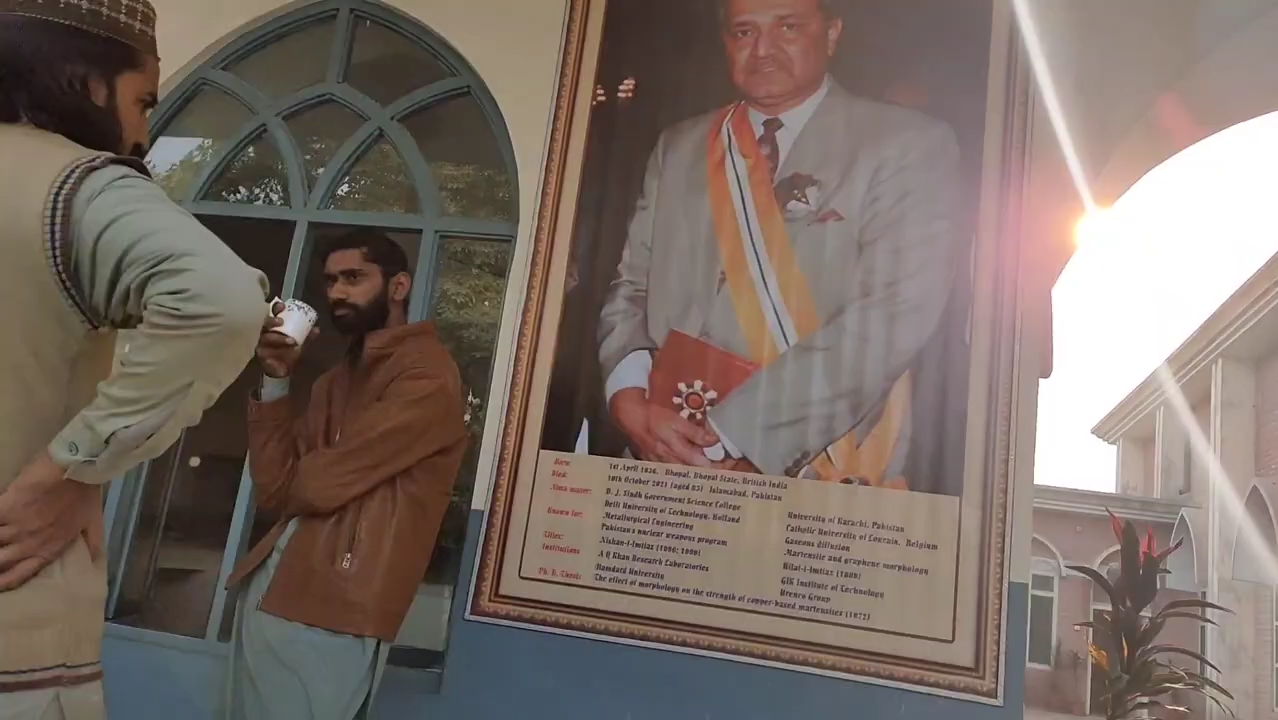 Born: 1st April 1936, Bhopal, Bhopal State, British India
Died: 10th October 2021 (aged 85) Islamabad, Pakistan
Alma mater: D. J. Sindh Government Science College University of Karachi, Pakistan
Delft University of Technology, Holland Catholic University of Louvain, Belgium
Known for: Metallurgical Engineering Gaseous diffusion
Pakistan's nuclear weapons program Martensite and graphene morphology
Titles: Nishan-i-Imtiaz (1996; 1999) Hilal-i-Imtiaz (1989)
Institutions A Q Khan Research Laboratories GIK Institute of Technology
Hamdard University Urenco Group
Ph. D. Thesis: The effect of morphology on the strength of copper-based martensites (1972)